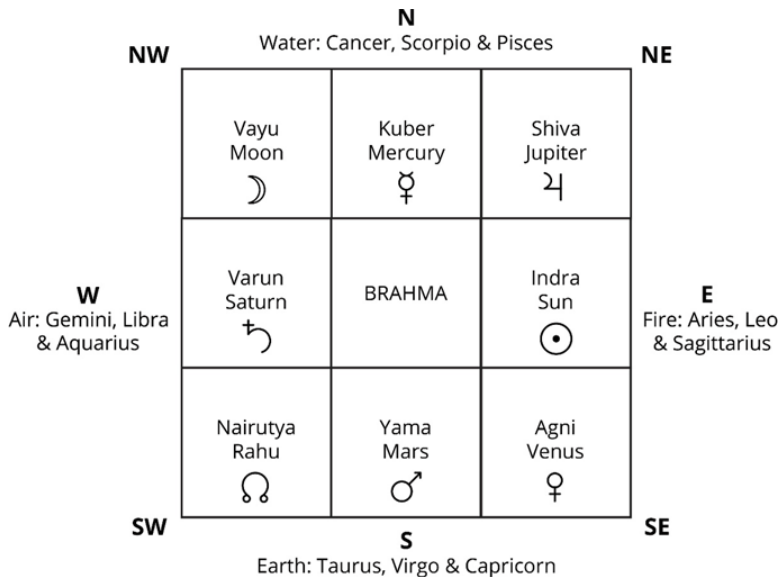 N
Water: Cancer, Scorpio & Pisces
NW
NE
Vayu
Moon
Kuber
Mercury
Shiva
Jupiter
W
Air: Gemini, Libra
& Aquarius
Varun
Saturn
BRAHMA
Indra
Sun
E
Fire: Aries, Leo
& Sagittarius
Nairutya
Rahu
Yama
Mars
Agni
Venus
SW
SE
S
Earth: Taurus, Virgo & Capricorn